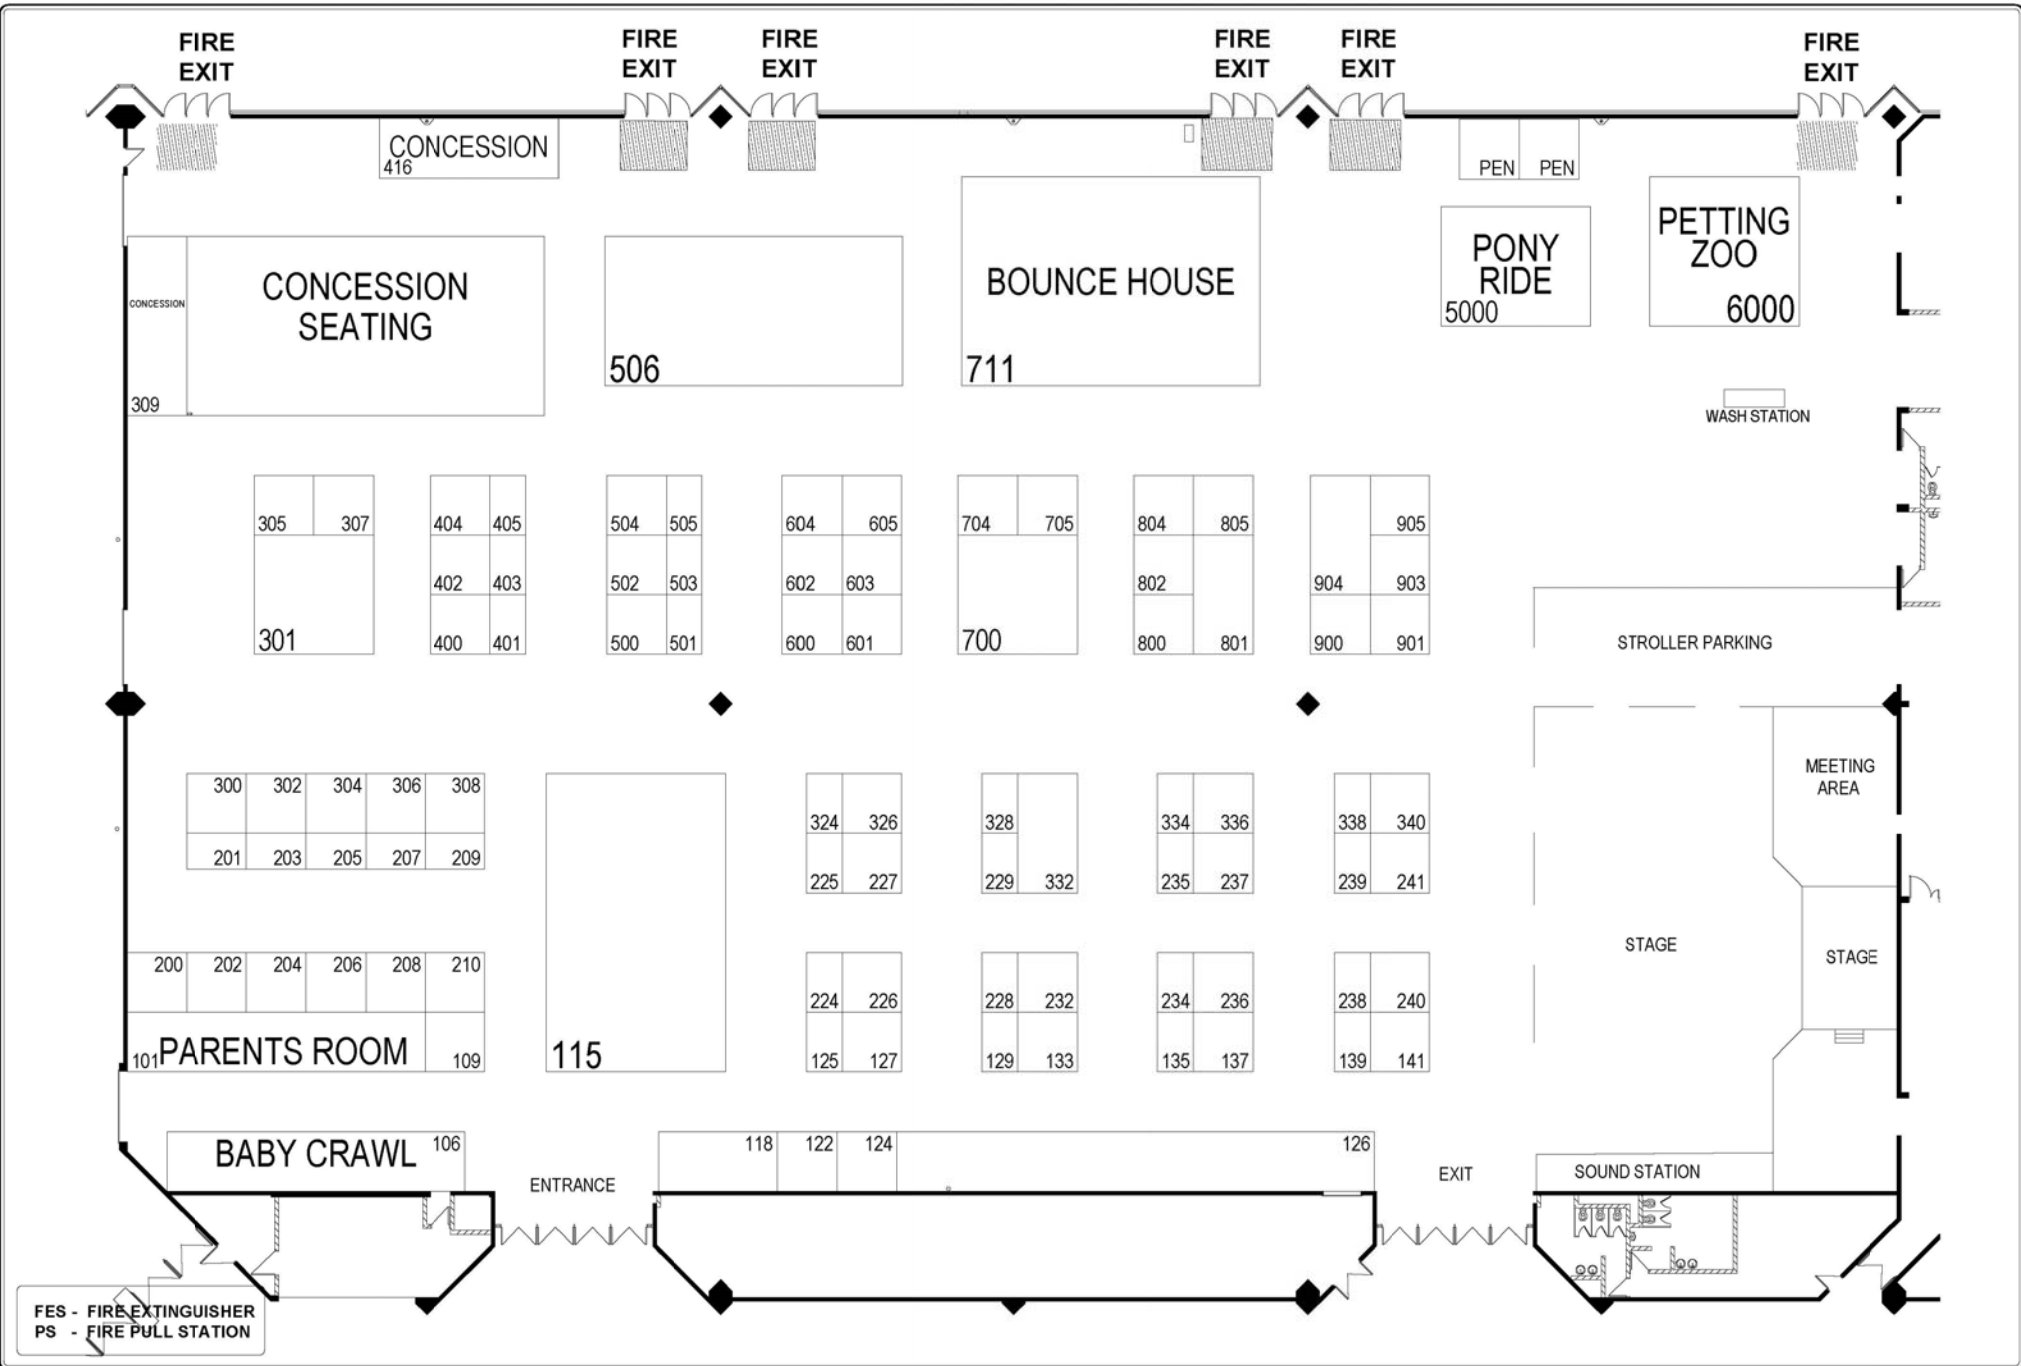 FIRE EXIT
FIRE EXIT
FIRE EXIT
FIRE EXIT
FIRE EXIT
FIRE EXIT
CONCESSION
416
PEN PEN
CONCESSION
309
CONCESSION
SEATING
506
BOUNCE HOUSE
711
PONY
RIDE
5000
PETTING
ZOO
6000
WASH STATION
305 307 404 405 504 505 604 605 704 705 804 805 905
402 403 502 503 602 603 802 904 903
301 400 401 500 501 600 601 700 800 801 900 901
STROLLER PARKING
MEETING
AREA
300 302 304 306 308
324 326 328 334 336 338 340
201 203 205 207 209
225 227 229 332 235 237 239 241
STAGE
STAGE
200 202 204 206 208 210
224 226 228 232 234 236 238 240
101 PARENTS ROOM 109
115
125 127 129 133 135 137 139 141
BABY CRAWL 106
118 122 124 126
ENTRANCE
EXIT
SOUND STATION
FES - FIRE EXTINGUISHER
PS - FIRE PULL STATION